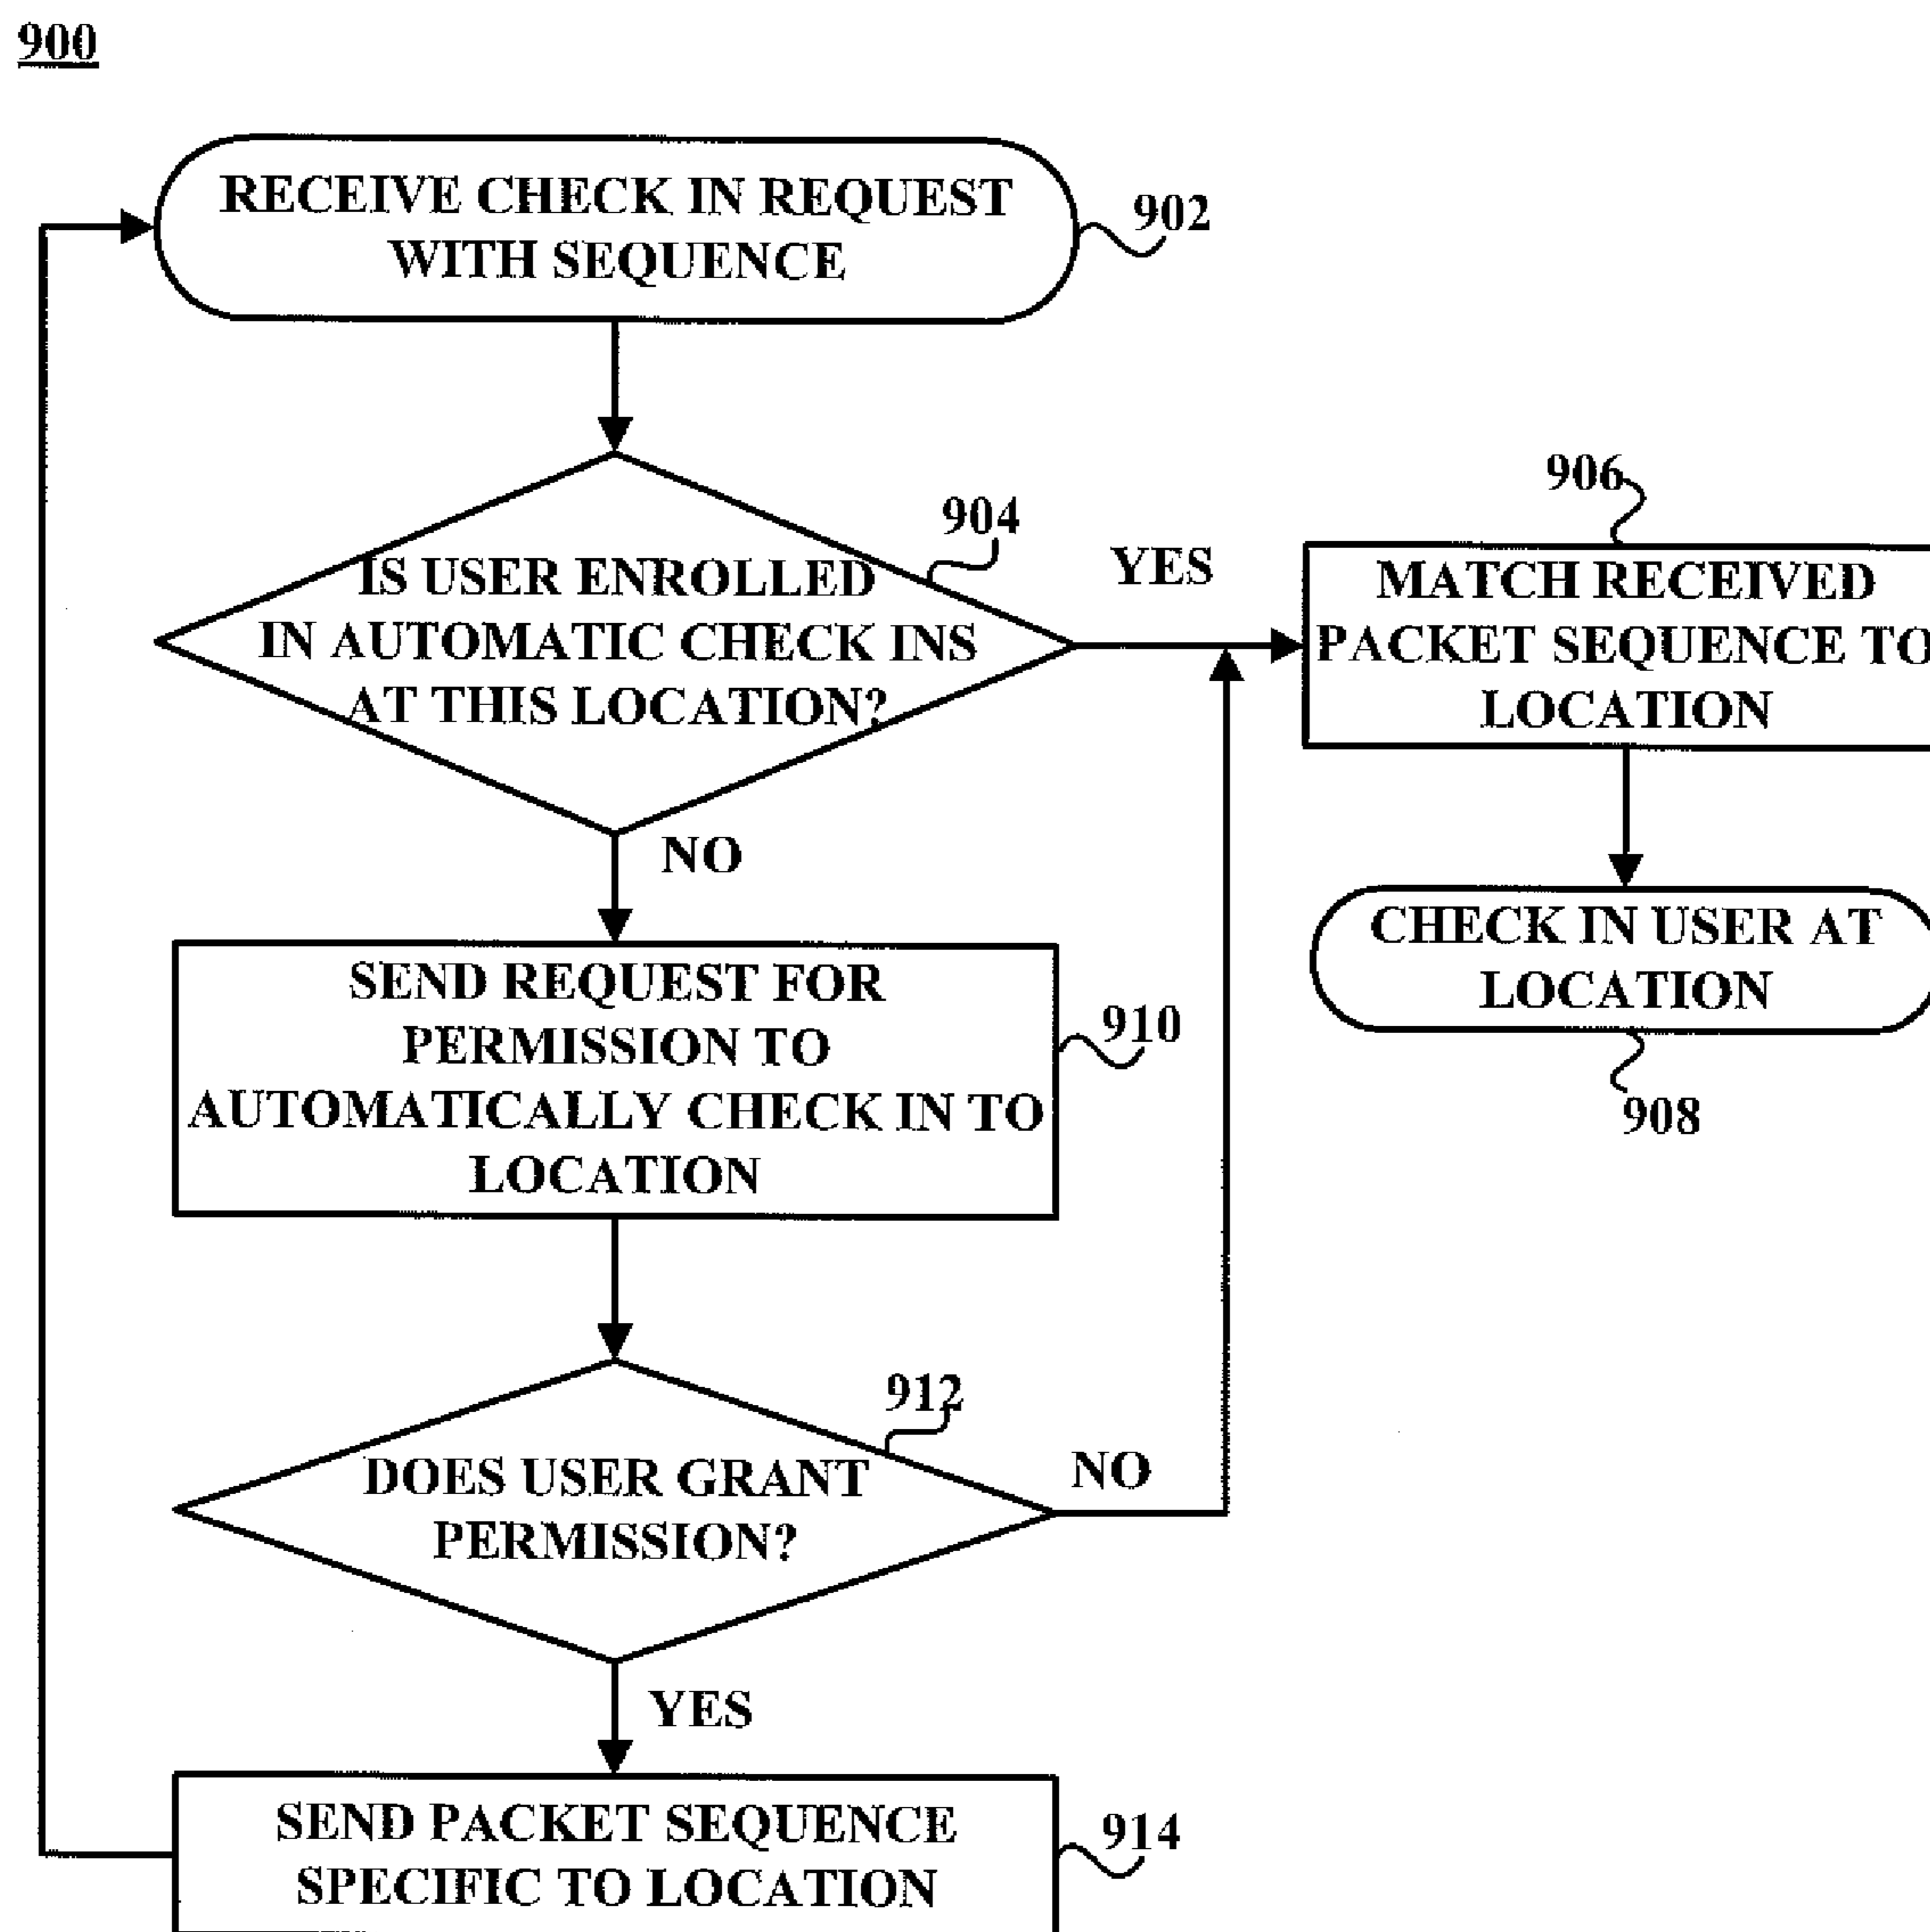 900
RECEIVE CHECK IN REQUEST
WITH SEQUENCE
902
904
IS USER ENROLLED
IN AUTOMATIC CHECK INS
AT THIS LOCATION?
YES
906
MATCH RECEIVED
PACKET SEQUENCE TO
LOCATION
CHECK IN USER AT
LOCATION
908
NO
SEND REQUEST FOR
PERMISSION TO
AUTOMATICALLY CHECK IN TO
LOCATION
910
912
DOES USER GRANT
PERMISSION?
NO
YES
SEND PACKET SEQUENCE
SPECIFIC TO LOCATION
914